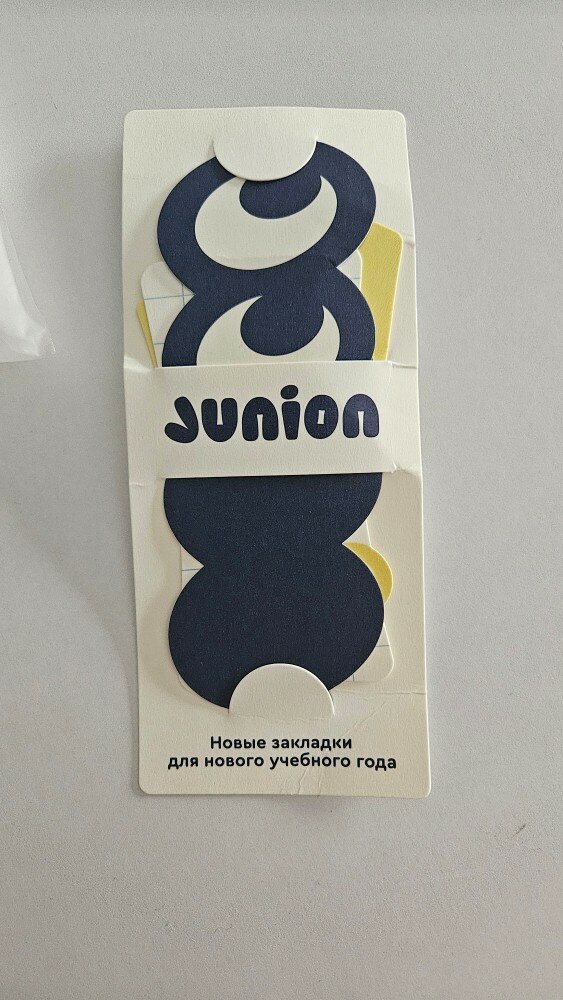 Junion
Новые закладки
для нового учебного года